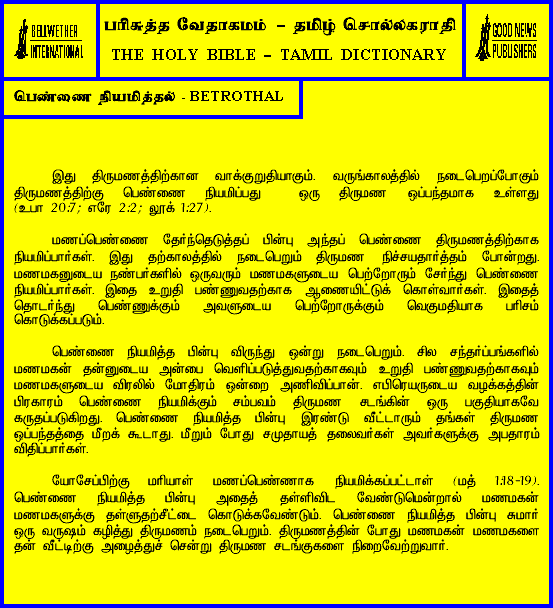 BELLWETHER
INTERNATIONAL
பரிசுத்த வேதாகமம் – தமிழ் சொல்லகராதி
THE HOLY BIBLE – TAMIL DICTIONARY
GOOD NEWS
PUBLISHERS
பெண்ணை நியமித்தல் - BETROTHAL
இது திருமணத்திற்கான வாக்குறுதியாகும். வருங்காலத்தில் நடைபெறப்போகும்
திருமணத்திற்கு பெண்ணை நியமிப்பது ஒரு திருமண ஒப்பந்தமாக உள்ளது
(உபா 20:7; எரே 2:2; லூக் 1:27).
மணப்பெண்ணை தேர்ந்தெடுத்தப் பின்பு அந்தப் பெண்ணை திருமணத்திற்காக
நியமிப்பார்கள். இது தற்காலத்தில் நடைபெறும் திருமண நிச்சயதார்த்தம் போன்றது.
மணமகனுடைய நண்பர்களில் ஒருவரும் மணமகளுடைய பெற்றோரும் சேர்ந்து பெண்ணை
நியமிப்பார்கள். இதை உறுதி பண்ணுவதற்காக ஆணையிட்டுக் கொள்வார்கள். இதைத்
தொடர்ந்து பெண்ணுக்கும் அவளுடைய பெற்றோருக்கும் வெகுமதியாக பரிசம்
கொடுக்கப்படும்.
பெண்ணை நியமித்த பின்பு விருந்து ஒன்று நடைபெறும். சில சந்தர்ப்பங்களில்
மணமகன் தன்னுடைய அன்பை வெளிப்படுத்துவதற்காகவும் உறுதி பண்ணுவதற்காகவும்
மணமகளுடைய விரலில் மோதிரம் ஒன்றை அணிவிப்பான். எபிரெயருடைய வழக்கத்தின்
பிரகாரம் பெண்ணை நியமிக்கும் சம்பவம் திருமண சடங்கின் ஒரு பகுதியாகவே
கருதப்படுகிறது. பெண்ணை நியமித்த பின்பு இரண்டு வீட்டாரும் தங்கள் திருமண
ஒப்பந்தத்தை மீறக் கூடாது. மீறும் போது சமுதாயத் தலைவர்கள் அவர்களுக்கு அபதாரம்
விதிப்பார்கள்.
யோசேப்பிற்கு மரியாள் மணப்பெண்ணாக நியமிக்கப்பட்டாள் (மத் 1:18-19).
பெண்ணை நியமித்த பின்பு அதைத் தள்ளிவிட வேண்டுமென்றால் மணமகன்
மணமகளுக்கு தள்ளுதற்சீட்டை கொடுக்கவேண்டும். பெண்ணை நியமித்த பின்பு சுமார்
ஒரு வருஷம் கழித்து திருமணம் நடைபெறும். திருமணத்தின் போது மணமகன் மணமகளை
தன் வீட்டிற்கு அழைத்துச் சென்று திருமண சடங்குகளை நிறைவேற்றுவார்.